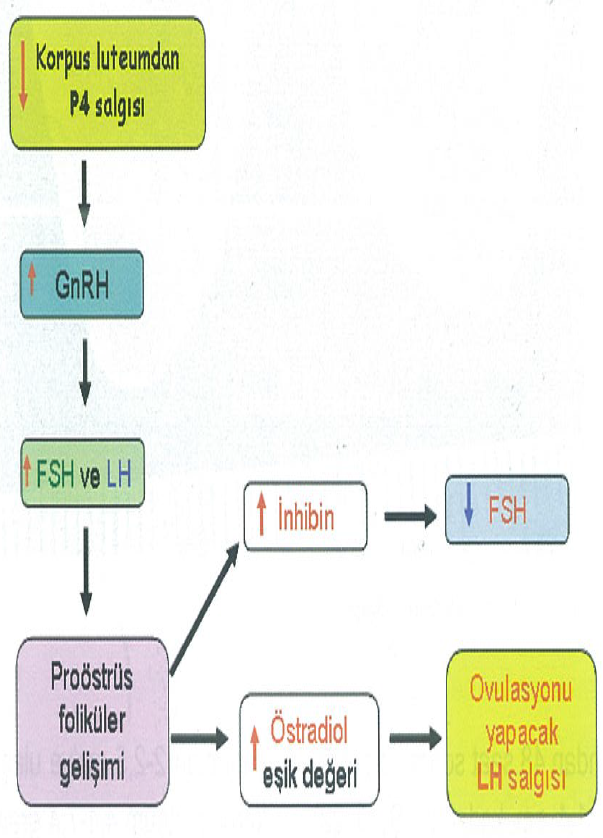 Korpus luteumdan
P4 salgısı
GnRH
FSH ve LH
İnhibin
FSH
Proöstrüs
foliküler
gelişimi
Östradiol
eşik değeri
Ovulasyonu
yapacak
LH salgısı